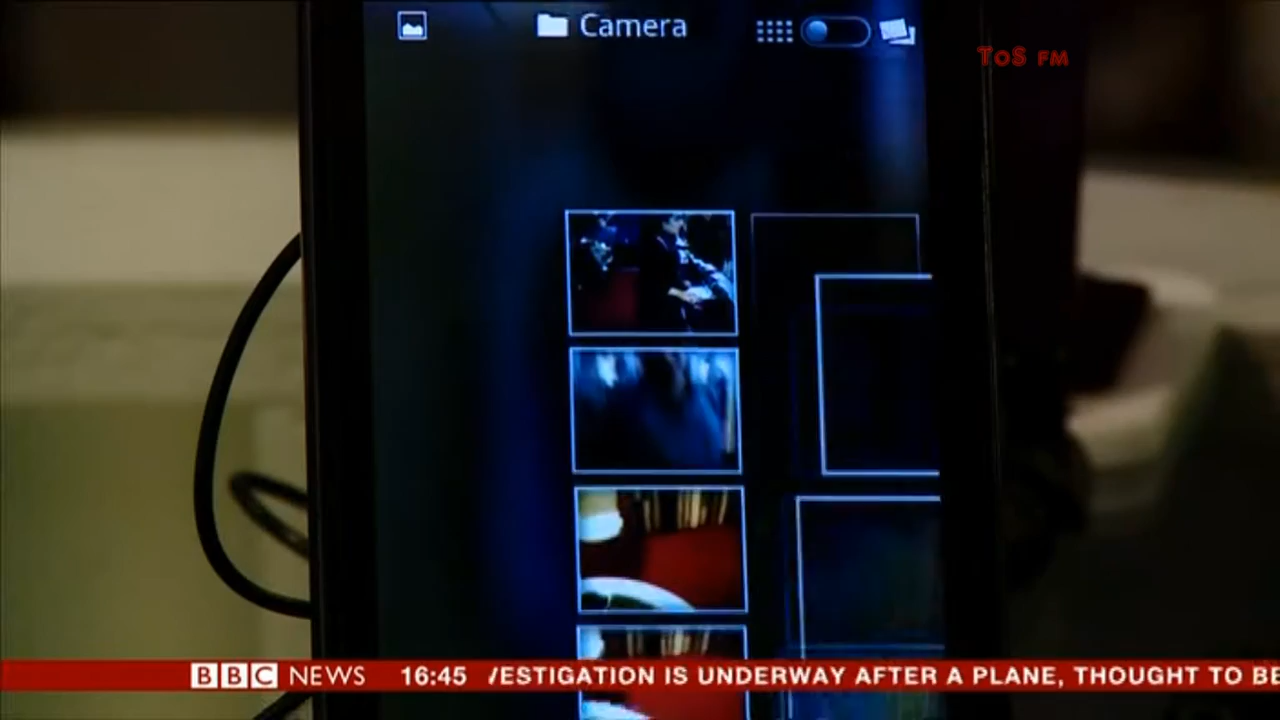 Camera
ToS FM
BBC NEWS 16:45 VESTIGATION IS UNDERWAY AFTER A PLANE, THOUGHT TO BE